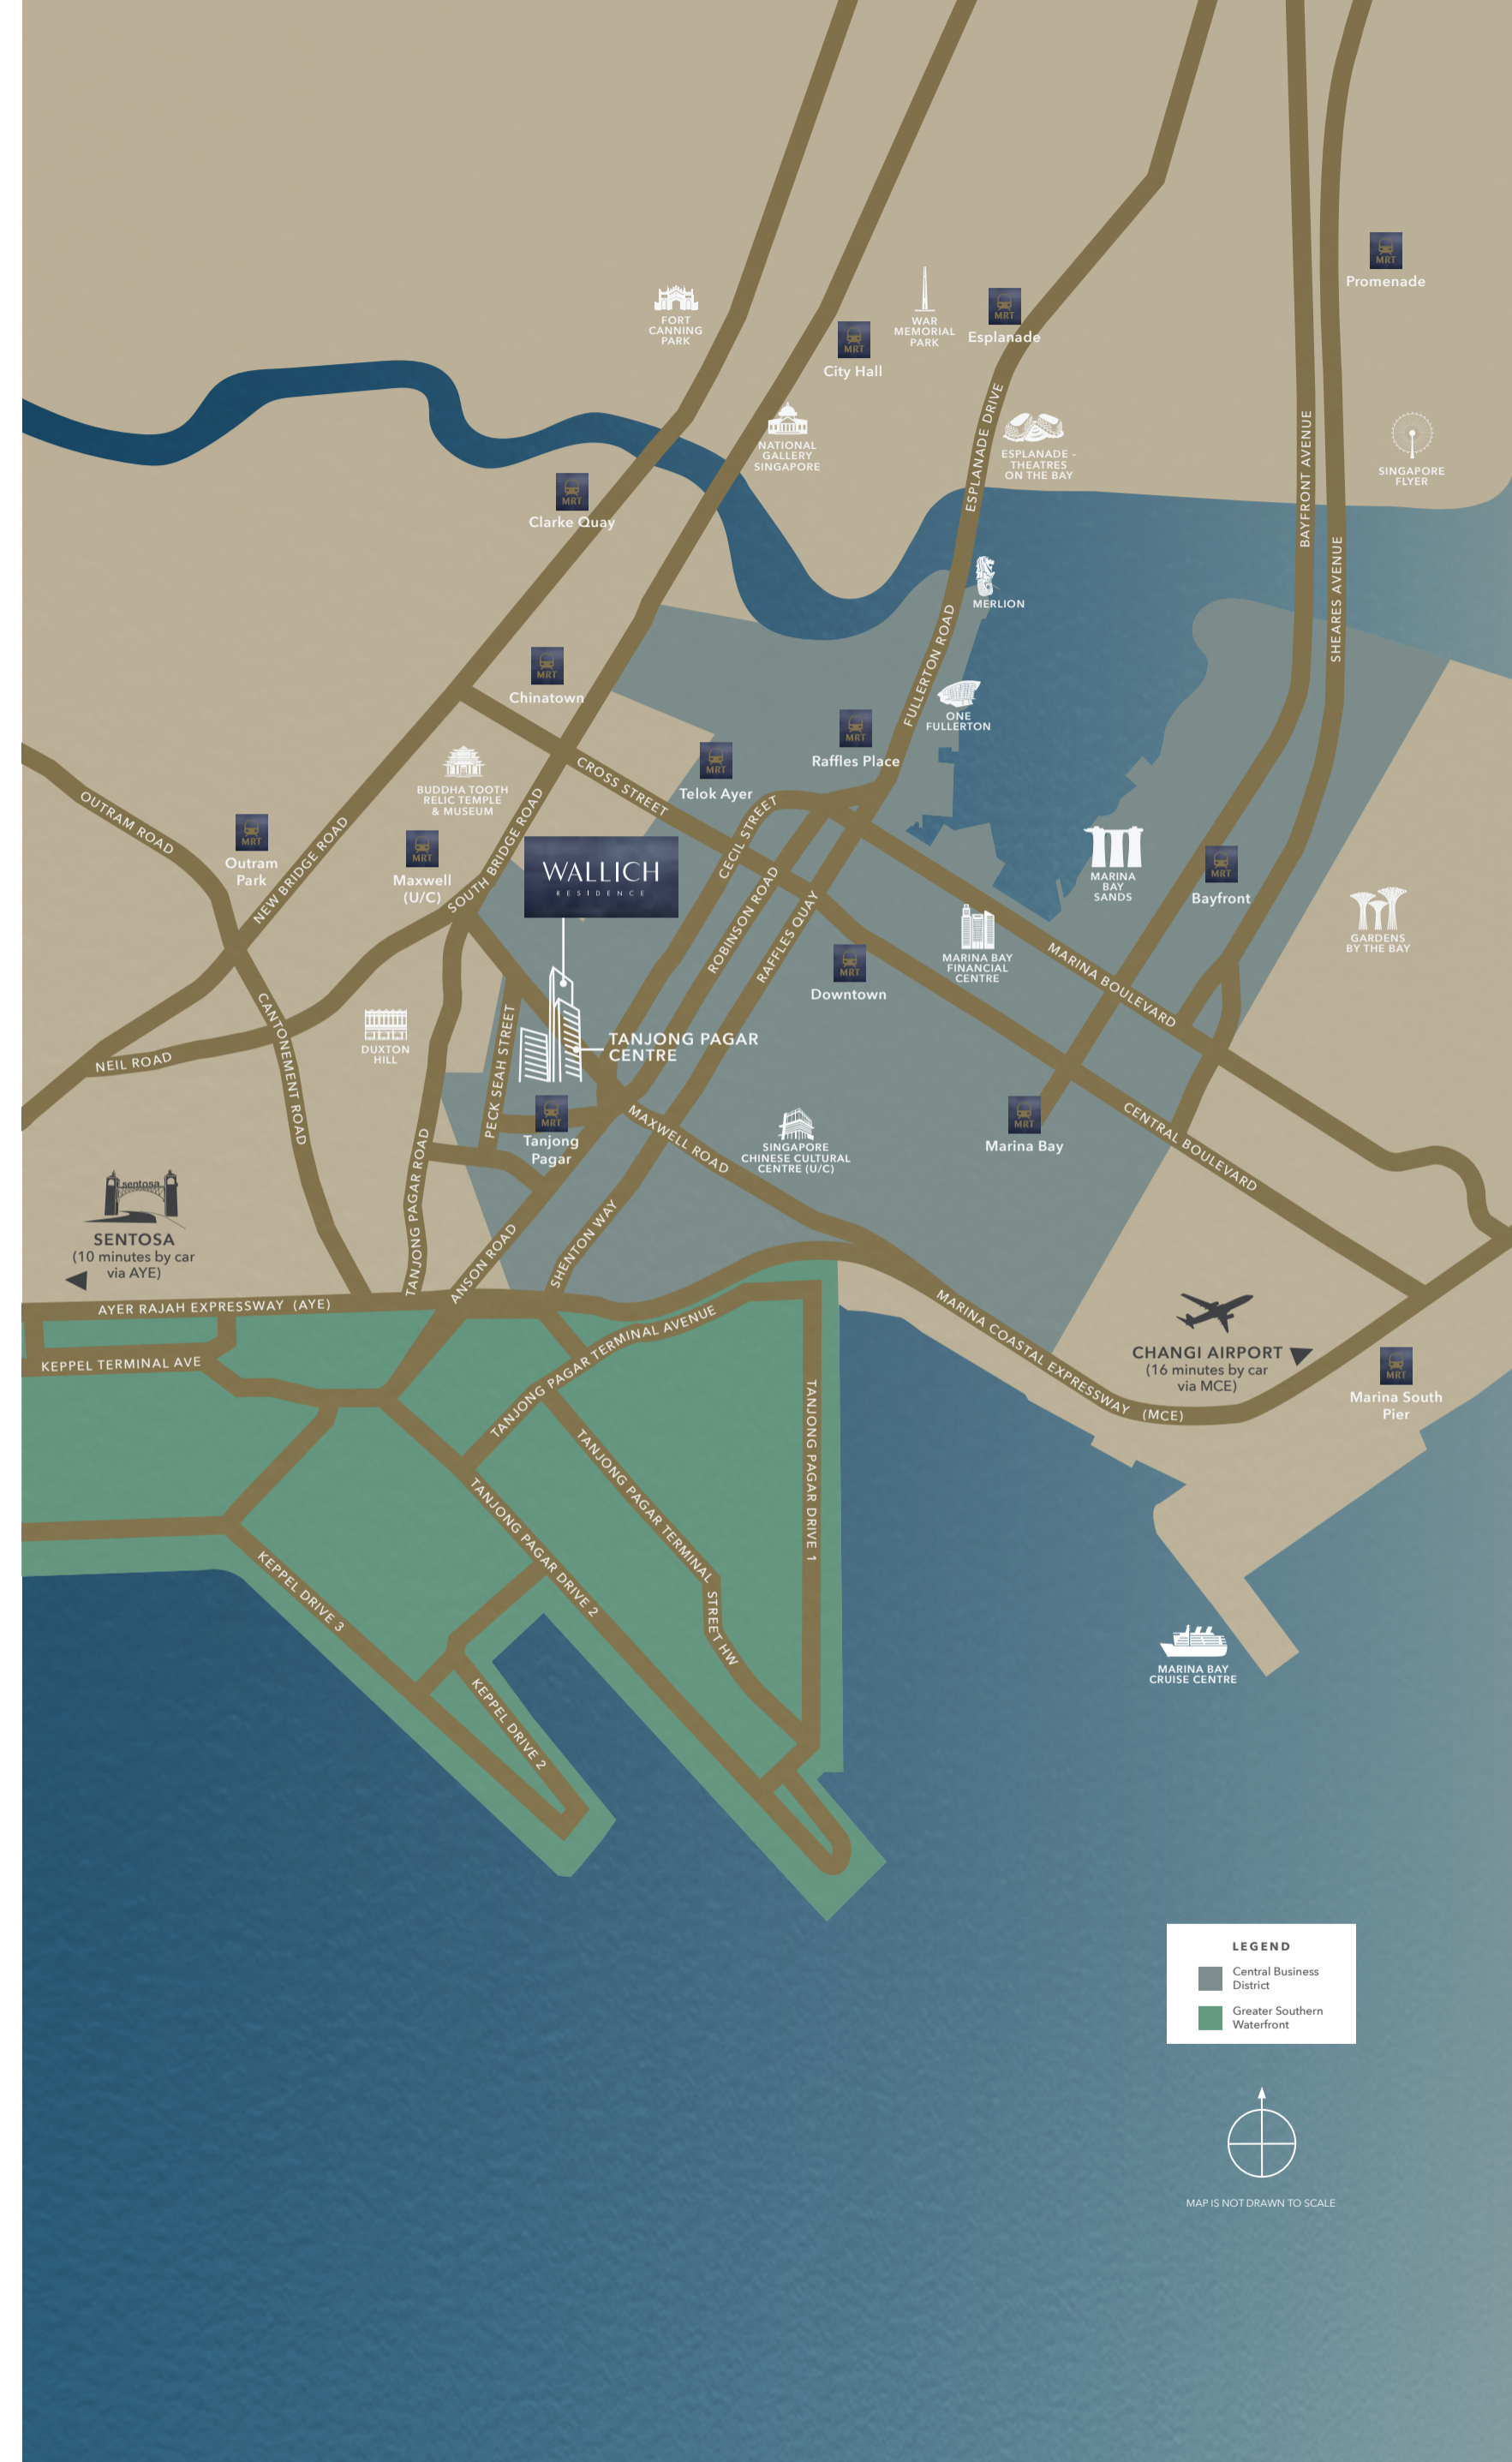 MRT
Promenade
FORT
CANNING
PARK
MRT
City Hall
WAR
MEMORIAL
PARK
MRT
Esplanade
NATIONAL
GALLERY
SINGAPORE
ESPLANADE DRIVE
ESPLANADE –
THEATRES
ON THE BAY
BAYFRONT AVENUE
SINGAPORE
FLYER
MRT
Clarke Quay
SHEARES AVENUE
MERLION
FULLERTON ROAD
MRT
Chinatown
ONE
FULLERTON
MRT
Raffles Place
MRT
Telok Ayer
CROSS STREET
BUDDHA TOOTH
RELIC TEMPLE
& MUSEUM
OUTRAM ROAD
MRT
Outram
Park
NEW BRIDGE ROAD
MRT
Maxwell
(U/C)
SOUTH BRIDGE ROAD
WALLICH
RESIDENCE
CECIL STREET
ROBINSON ROAD
RAFFLES QUAY
MARINA
BAY
SANDS
MRT
Bayfront
GARDENS
BY THE BAY
MARINA BAY
FINANCIAL
CENTRE
MRT
Downtown
MARINA BOULEVARD
NEIL ROAD
CANTONEMENT ROAD
DUXTON
HILL
PECK SEAH STREET
TANJONG PAGAR
CENTRE
MRT
Tanjong
Pagar
MAXWELL ROAD
SINGAPORE
CHINESE CULTURAL
CENTRE (U/C)
MRT
Marina Bay
CENTRAL BOULEVARD
TANJONG PAGAR ROAD
ANSON ROAD
SHENTON WAY
sentosa
SENTOSA
(10 minutes by car
via AYE)
AYER RAJAH EXPRESSWAY (AYE)
KEPPEL TERMINAL AVE
TANJONG PAGAR TERMINAL AVENUE
MARINA COASTAL EXPRESSWAY (MCE)
CHANGI AIRPORT
(16 minutes by car
via MCE)
MRT
Marina South
Pier
TANJONG PAGAR DRIVE 1
TANJONG PAGAR TERMINAL STREET HW
TANJONG PAGAR DRIVE 2
KEPPEL DRIVE 3
KEPPEL DRIVE 2
MARINA BAY
CRUISE CENTRE
LEGEND
Central Business
District
Greater Southern
Waterfront
MAP IS NOT DRAWN TO SCALE